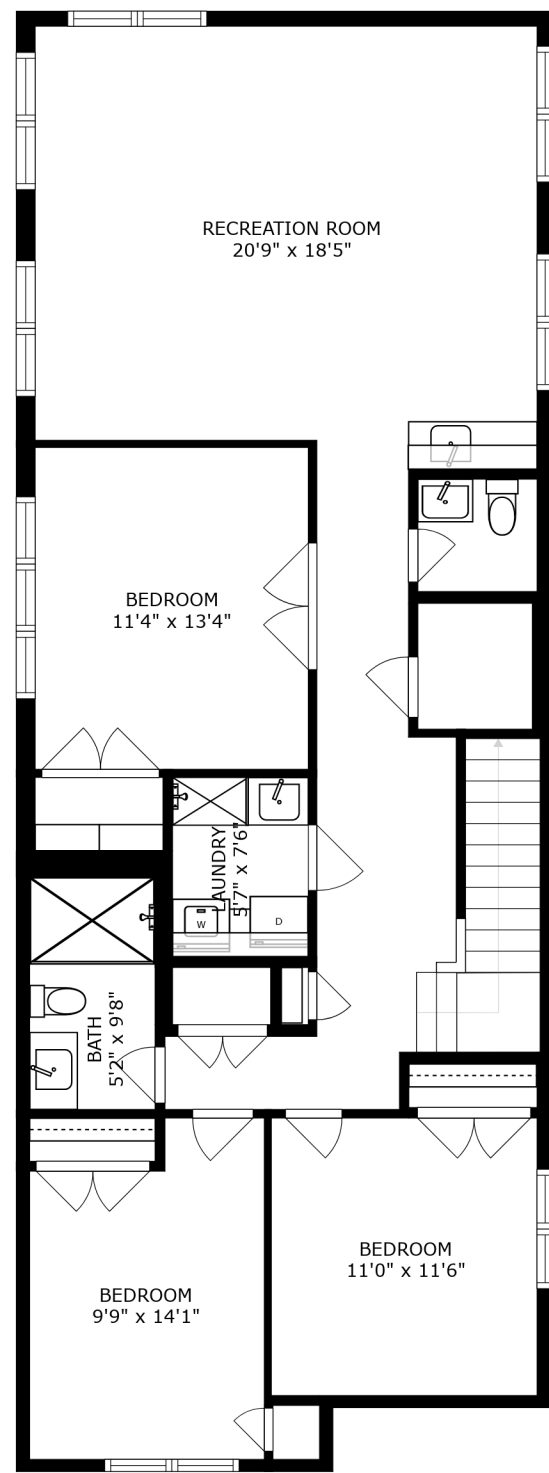 RECREATION ROOM
20'9" x 18'5"
BEDROOM
11'4" x 13'4"
LAUNDRY
5'7" x 7'6"
W
D
BATH
5'2" x 9'8"
BEDROOM
11'0" x 11'6"
BEDROOM
9'9" x 14'1"